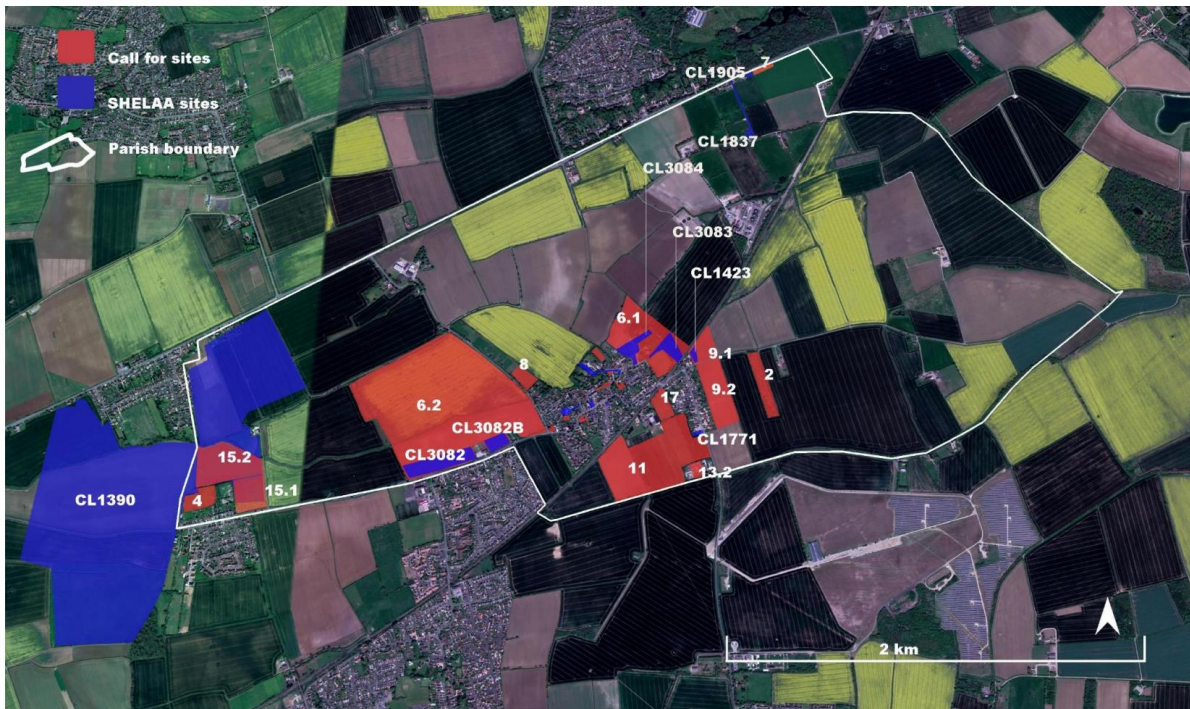 Call for sites
SHELAA sites
Parish boundary
CL1905
7
CL1837
CL3084
CL3083
CL1423
6.1
9.1
8
2
9.2
6.2
17
CL3082B
CL1771
CL3082
15.2
11
13.2
15.1
4
CL1390
2 km